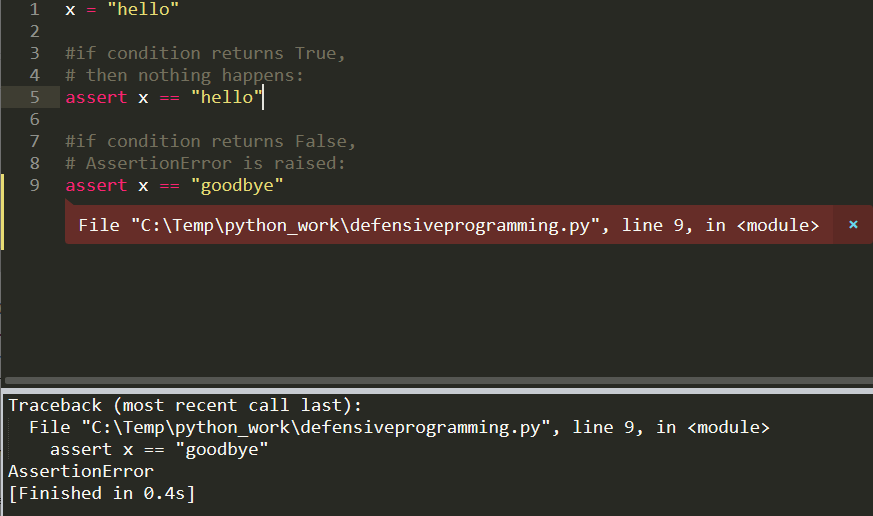 1 x = "hello"
2
3 #if condition returns True,
4 # then nothing happens:
5 assert x == "hello"
6
7 #if condition returns False,
8 # AssertionError is raised:
9 assert x == "goodbye"
File "C:\Temp\python_work\defensiveprogramming.py", line 9, in <module> ×
Traceback (most recent call last):
  File "C:\Temp\python_work\defensiveprogramming.py", line 9, in <module>
    assert x == "goodbye"
AssertionError
[Finished in 0.4s]